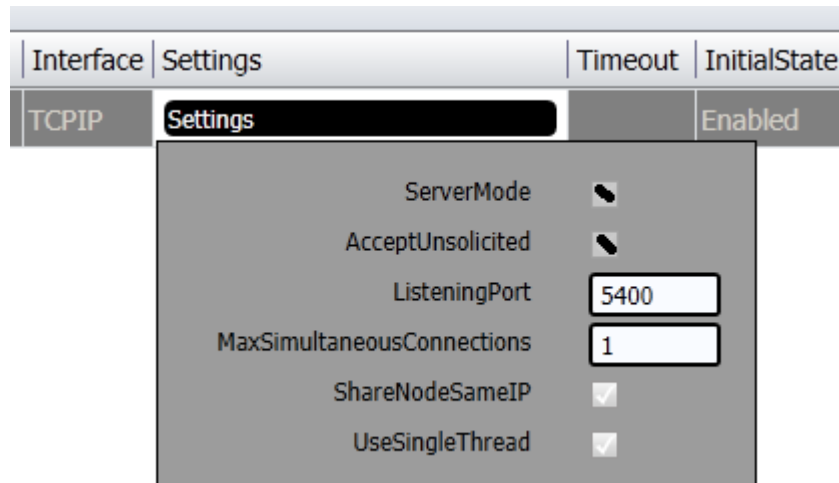 Interface Settings Timeout InitialState
TCPIP Settings Enabled
ServerMode
AcceptUnsolicited
ListeningPort 5400
MaxSimultaneousConnections 1
ShareNodeSameIP
UseSingleThread